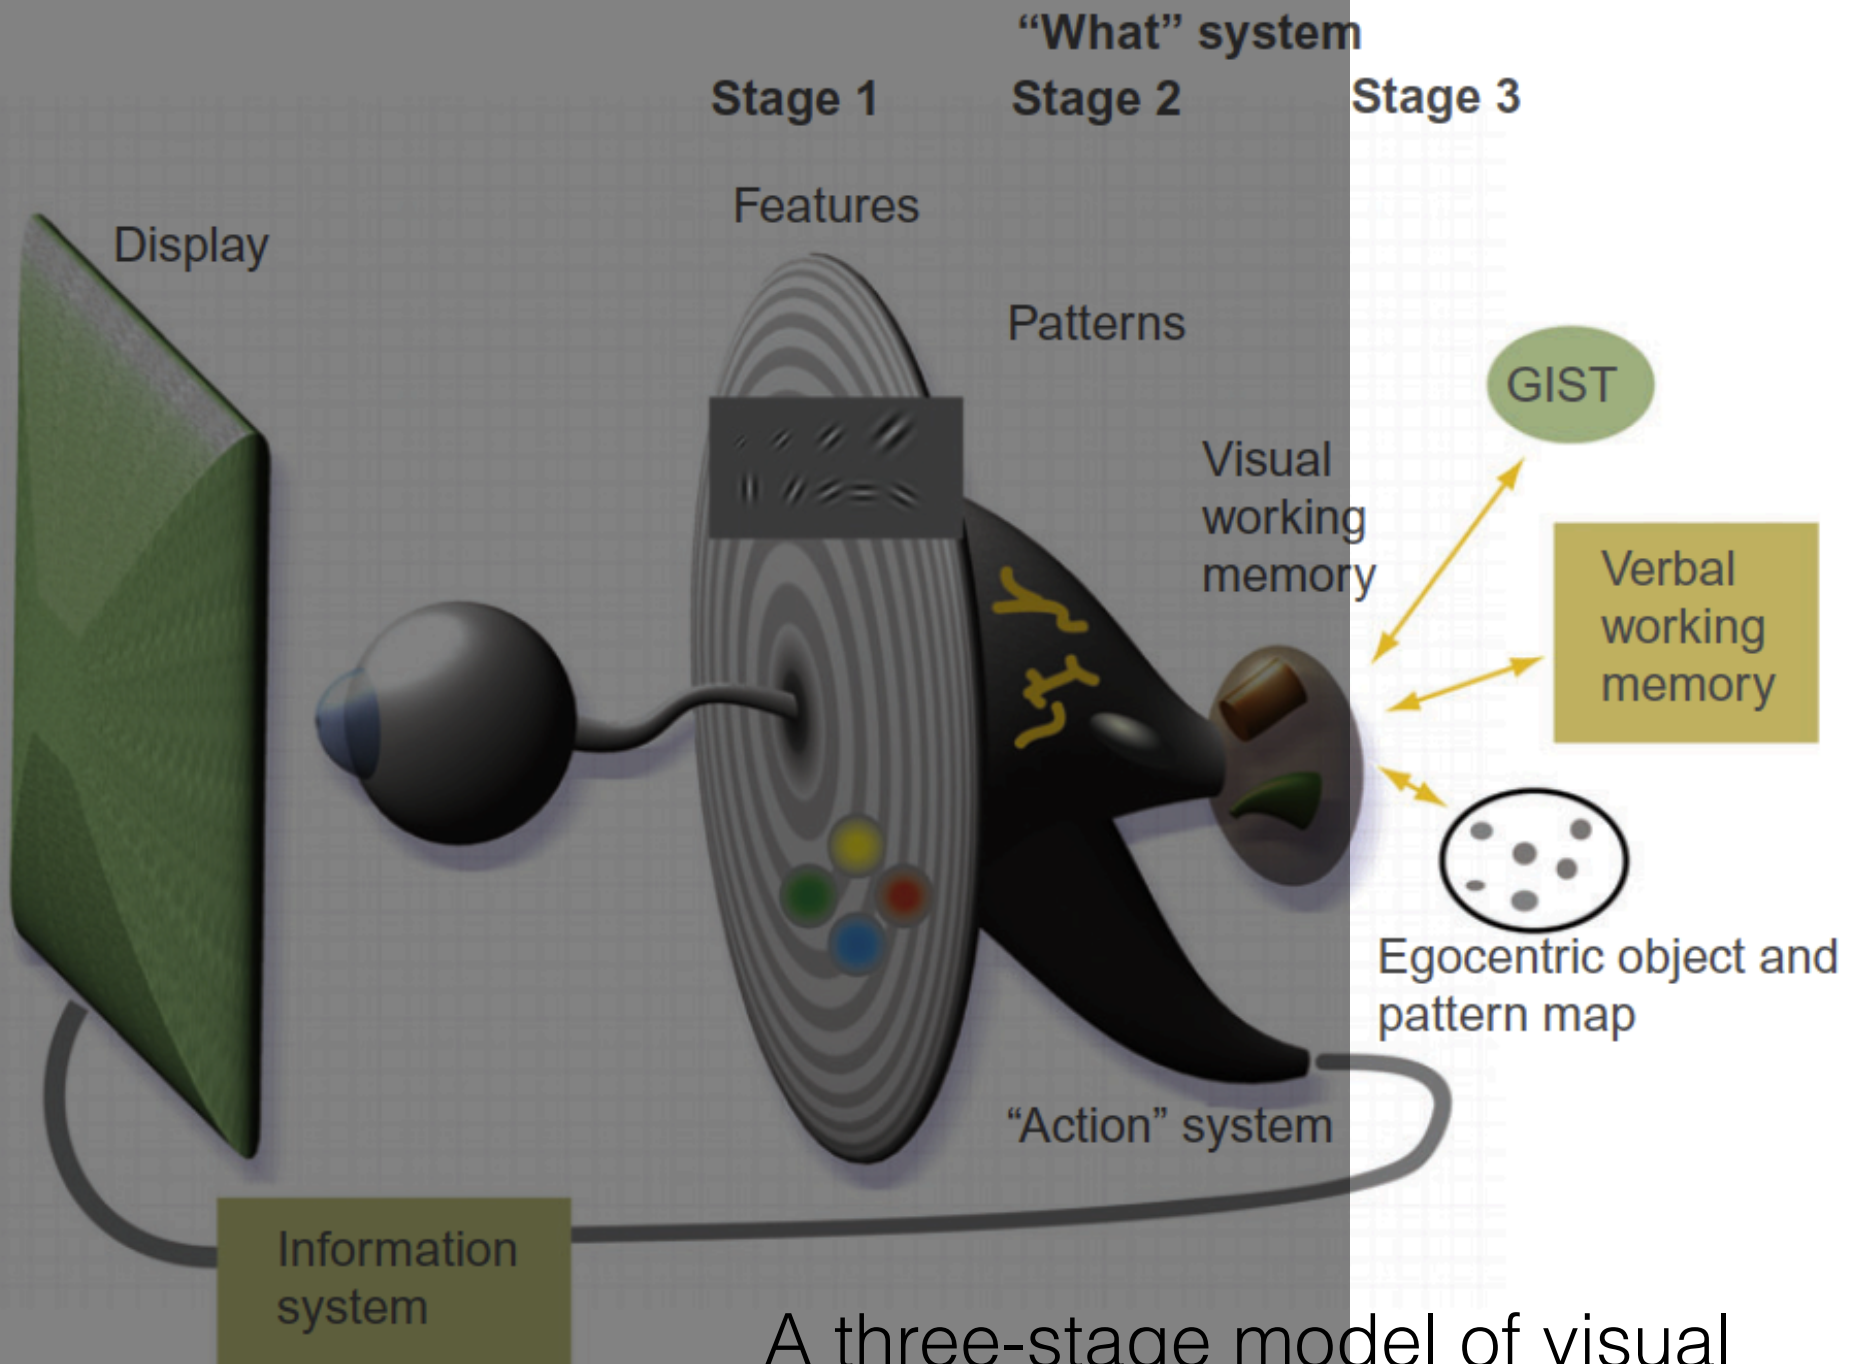 “What” system
Stage 1
Stage 2
Stage 3
Features
Display
Patterns
GIST
Visual
working
memory
Verbal
working
memory
Egocentric object and
pattern map
“Action” system
Information
system
A three-stage model of visual